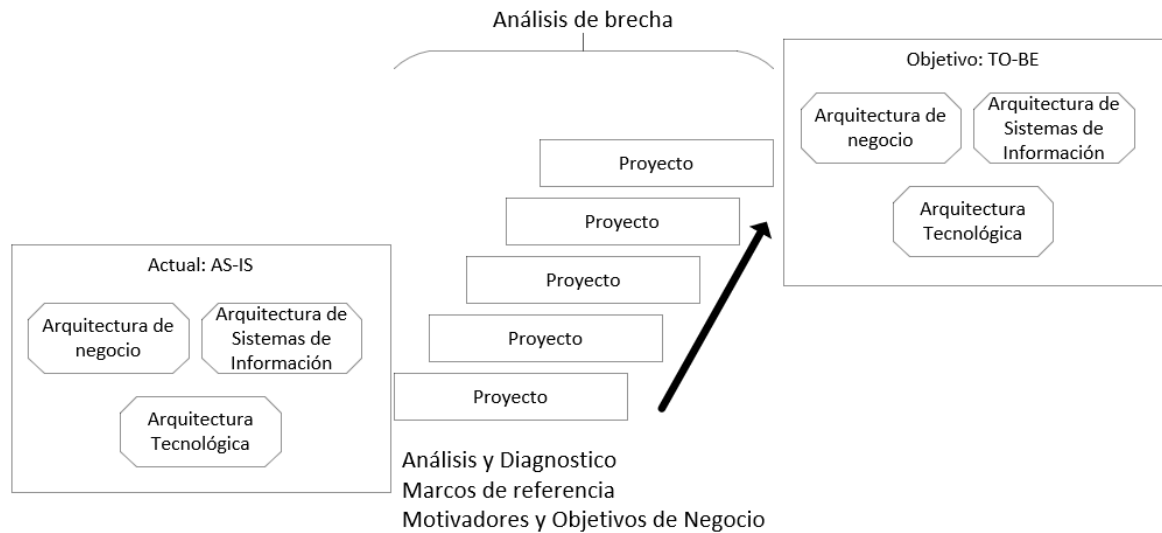 Análisis de brecha
Objetivo: TO-BE
Arquitectura de
negocio
Arquitectura de
Sistemas de
Información
Arquitectura
Tecnológica
Proyecto
Proyecto
Proyecto
Proyecto
Proyecto
Actual: AS-IS
Arquitectura de
negocio
Arquitectura de
Sistemas de
Información
Arquitectura
Tecnológica
Análisis y Diagnostico
Marcos de referencia
Motivadores y Objetivos de Negocio